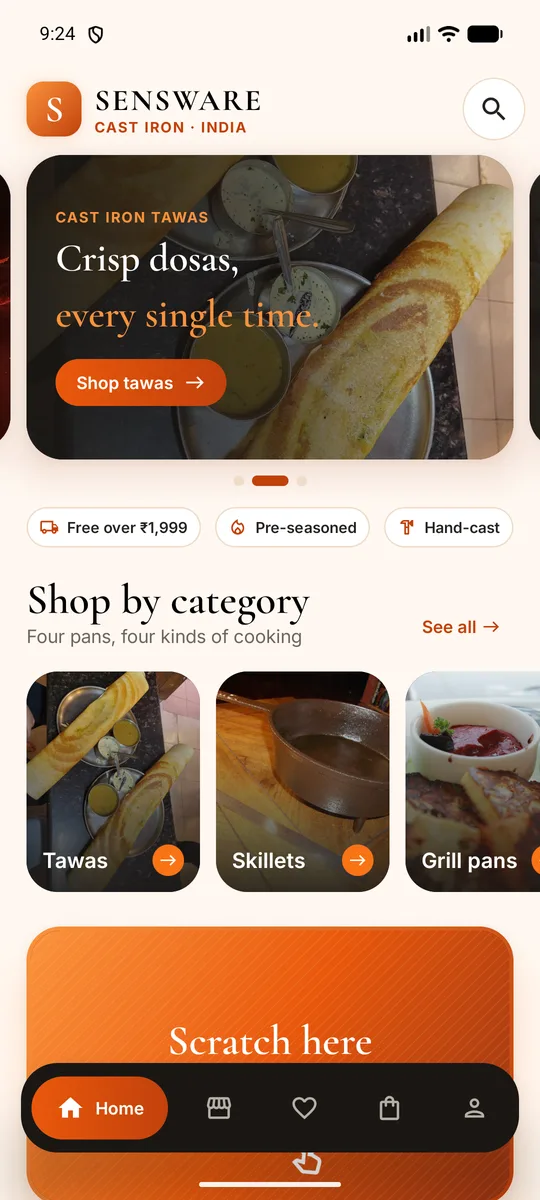 9:24
S
SENSWARE
CAST IRON · INDIA
CAST IRON TAWAS
Crisp dosas,
every single time.
Shop tawas →
Free over ₹1,999
Pre-seasoned
Hand-cast
Shop by category
Four pans, four kinds of cooking
See all →
Tawas
Skillets
Grill pans
Scratch here
Home